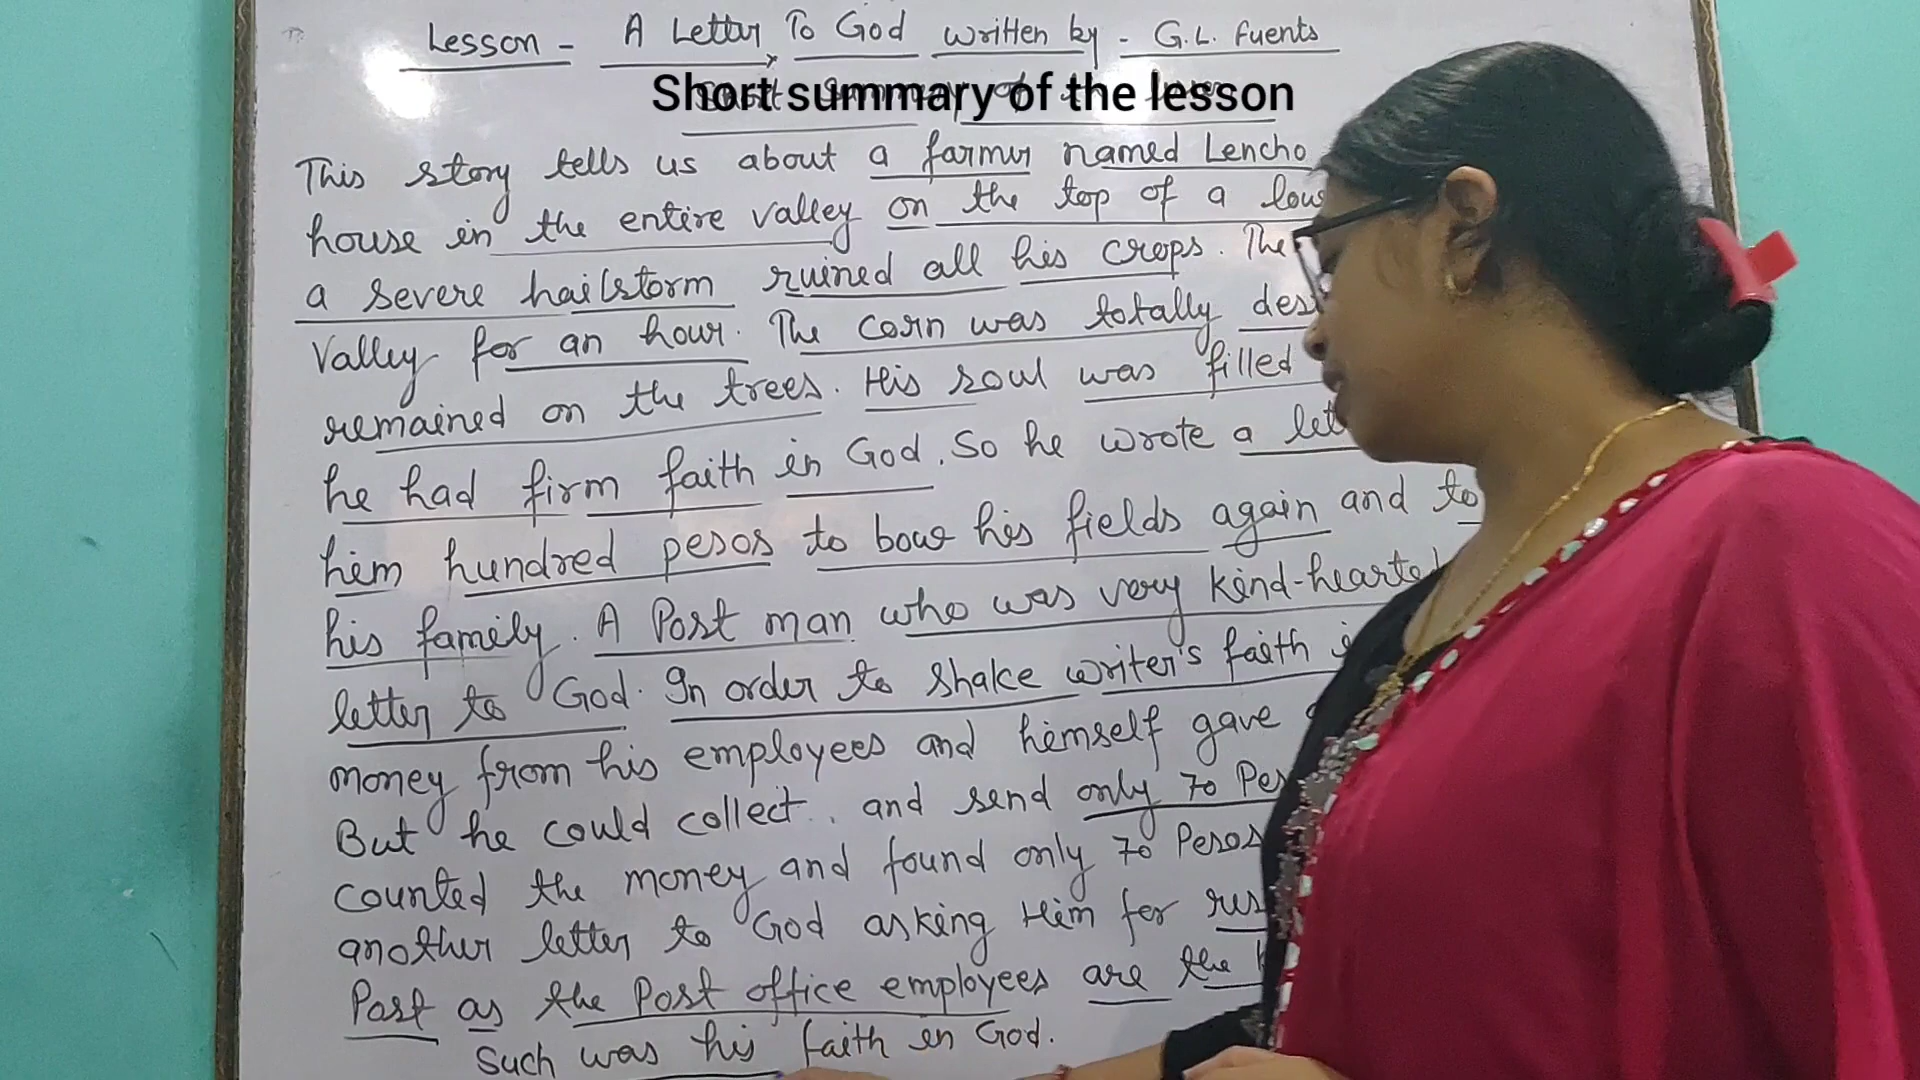 Lesson - A Letter To God written by - G.L. Fuents
Short summary of the lesson
This story tells us about a farmer named Lencho
house in the entire valley on the top of a low
a severe hailstorm ruined all his crops. The
Valley for an hour. The corn was totally des
remained on the trees. His soul was filled
he had firm faith in God. So he wrote a let
him hundred pesos to bow his fields again and to
his family. A Post man who was very kind-hearted
letter to God. In order to shake writer's faith
money from his employees and himself gave
But he could collect. and send only 70 Pes
counted the money and found only 70 Pesos
another letter to God asking Him for res
Post as the Post office employees are the
Such was his faith in God.